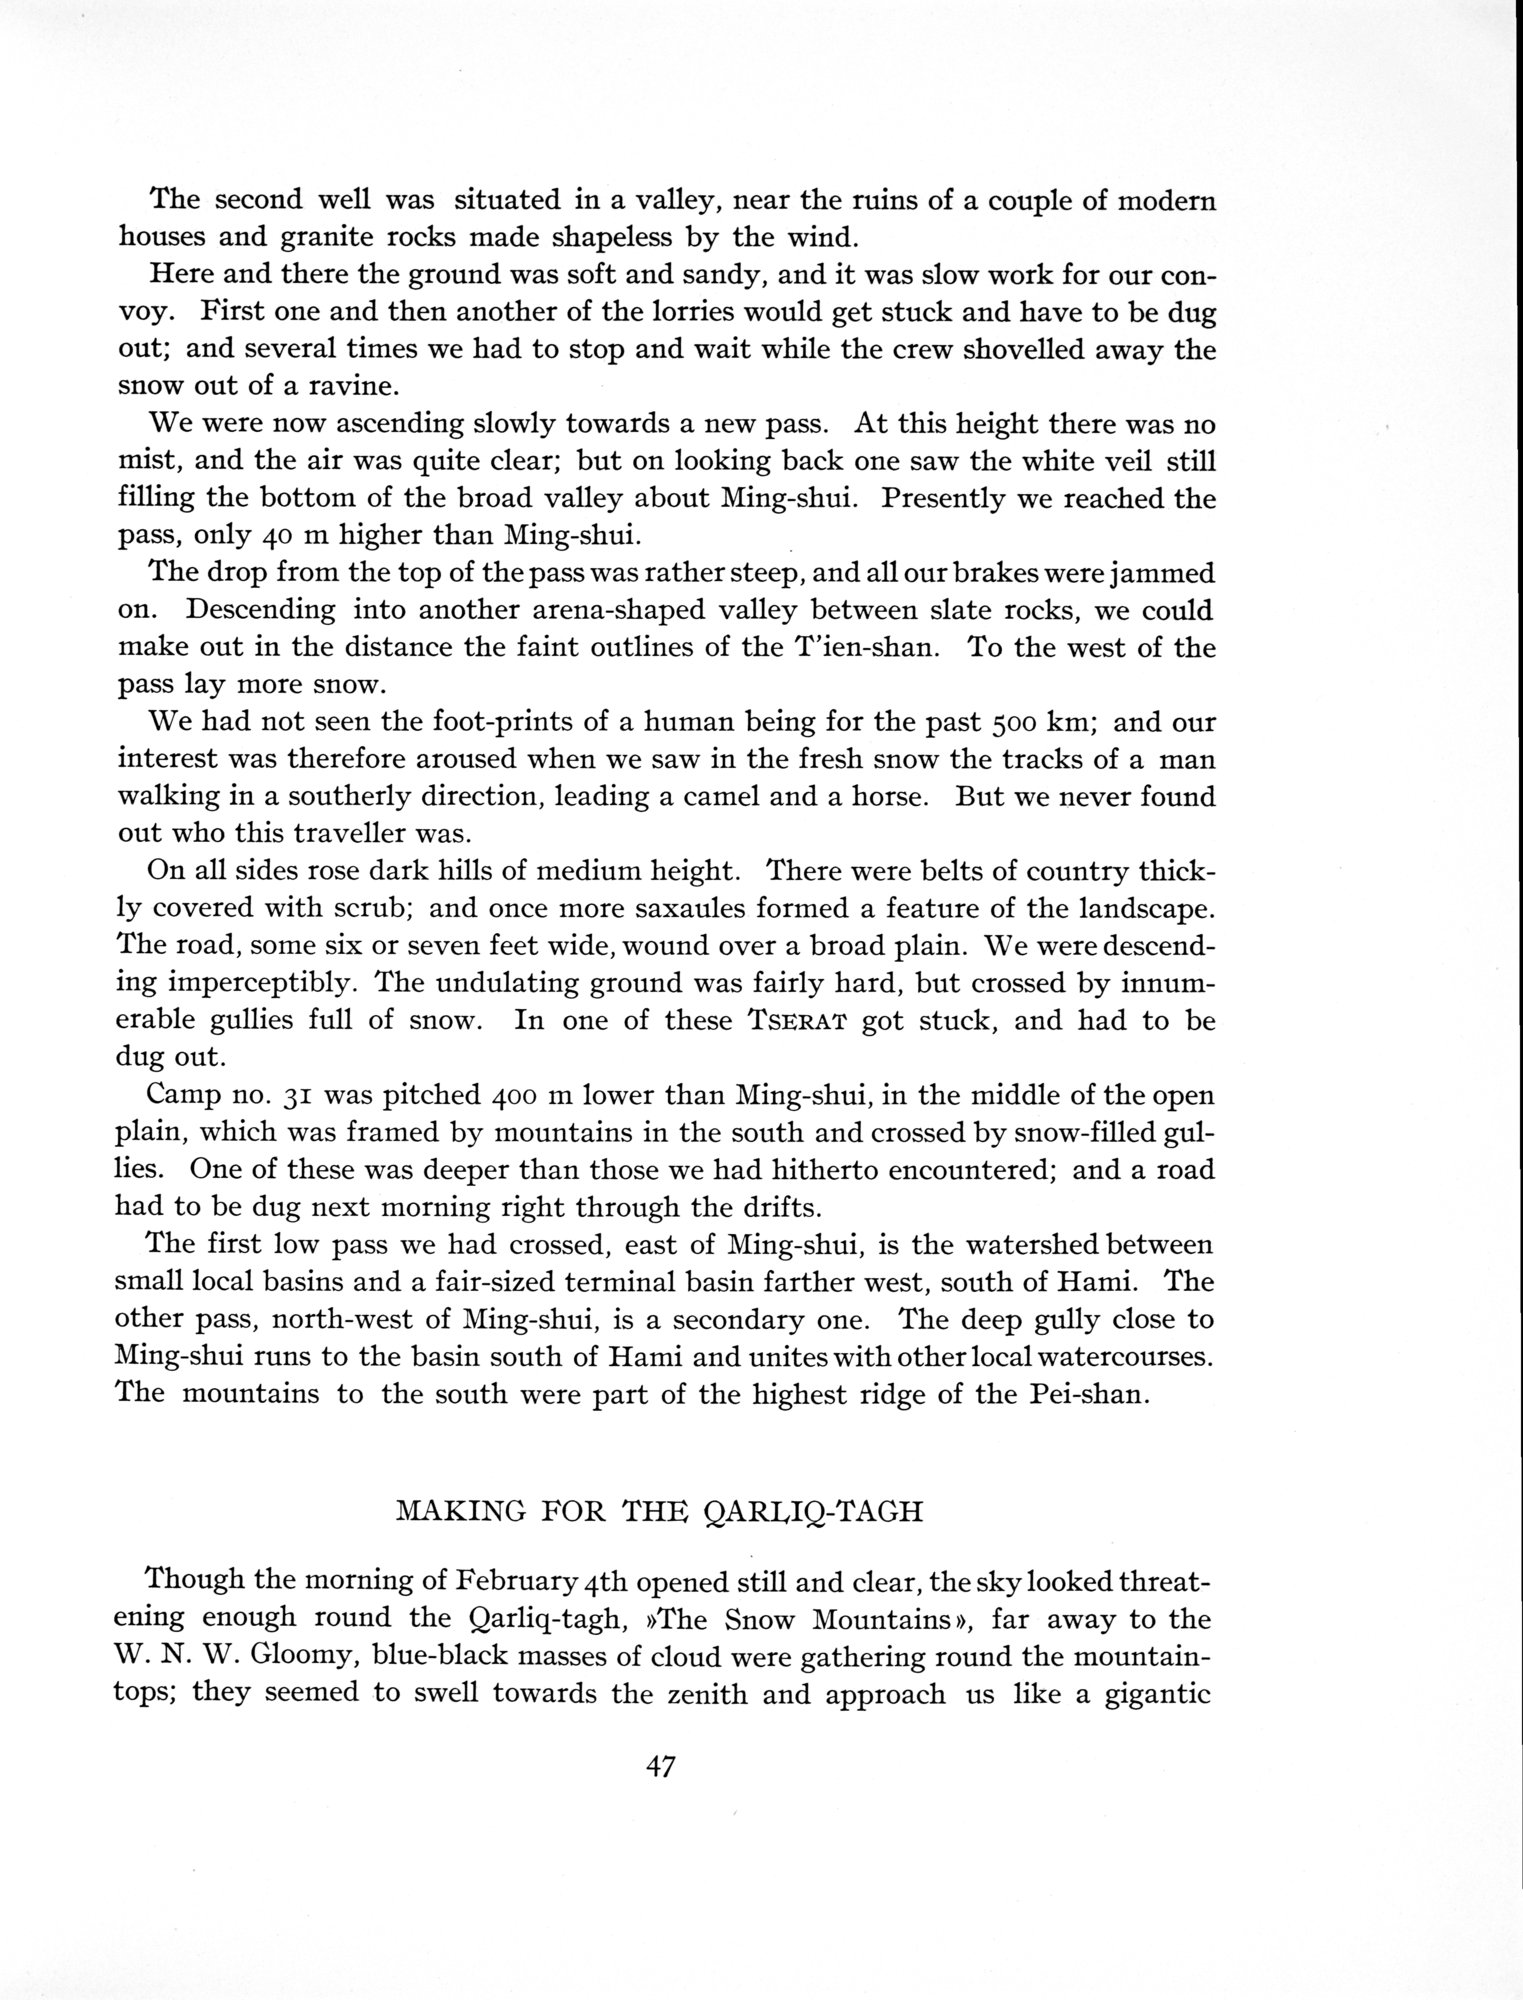 The second well was situated in a valley, near the ruins of a couple of modern
houses and granite rocks made shapeless by the wind.
Here and there the ground was soft and sandy, and it was slow work for our con-
voy. First one and then another of the lorries would get stuck and have to be dug
out; and several times we had to stop and wait while the crew shovelled away the
snow out of a ravine.
We were now ascending slowly towards a new pass. At this height there was no
mist, and the air was quite clear; but on looking back one saw the white veil still
filling the bottom of the broad valley about Ming-shui. Presently we reached the
pass, only 40 m higher than Ming-shui.
The drop from the top of the pass was rather steep, and all our brakes were jammed
on. Descending into another arena-shaped valley between slate rocks, we could
make out in the distance the faint outlines of the T'ien-shan. To the west of the
pass lay more snow.
We had not seen the foot-prints of a human being for the past 500 km; and our
interest was therefore aroused when we saw in the fresh snow the tracks of a man
walking in a southerly direction, leading a camel and a horse. But we never found
out who this traveller was.
On all sides rose dark hills of medium height. There were belts of country thick-
ly covered with scrub; and once more saxaules formed a feature of the landscape.
The road, some six or seven feet wide, wound over a broad plain. We were descend-
ing imperceptibly. The undulating ground was fairly hard, but crossed by innum-
erable gullies full of snow. In one of these TSERAT got stuck, and had to be
dug out.
Camp no. 31 was pitched 400 m lower than Ming-shui, in the middle of the open
plain, which was framed by mountains in the south and crossed by snow-filled gul-
lies. One of these was deeper than those we had hitherto encountered; and a road
had to be dug next morning right through the drifts.
The first low pass we had crossed, east of Ming-shui, is the watershed between
small local basins and a fair-sized terminal basin farther west, south of Hami. The
other pass, north-west of Ming-shui, is a secondary one. The deep gully close to
Ming-shui runs to the basin south of Hami and unites with other local watercourses.
The mountains to the south were part of the highest ridge of the Pei-shan.
MAKING FOR THE QARLIQ-TAGH
Though the morning of February 4th opened still and clear, the sky looked threat-
ening enough round the Qarliq-tagh, »The Snow Mountains», far away to the
W. N. W. Gloomy, blue-black masses of cloud were gathering round the mountain-
tops; they seemed to swell towards the zenith and approach us like a gigantic
47